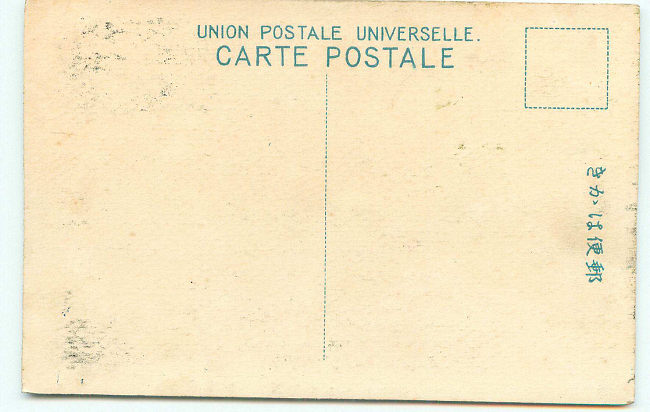 UNION POSTALE UNIVERSELLE.
CARTE POSTALE
郵便はかき